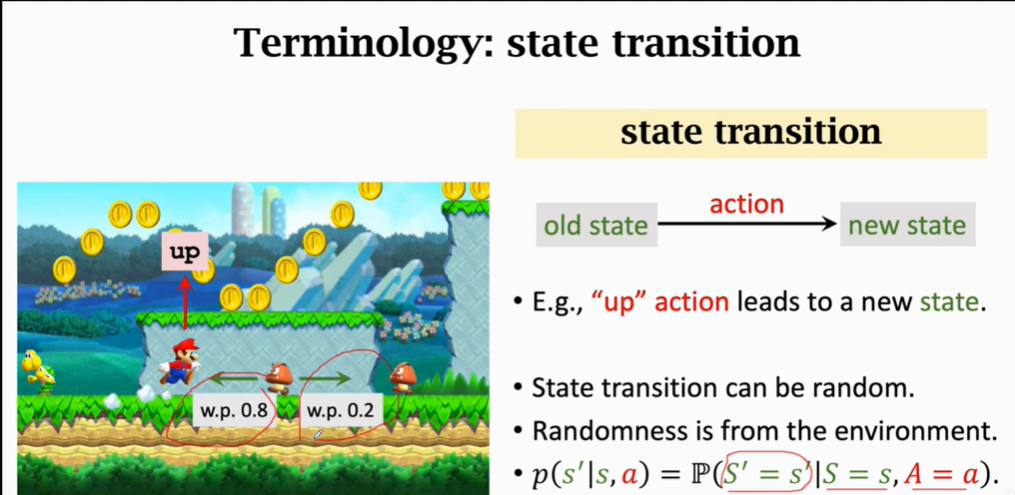 Terminology: state transition
state transition
old state
action
new state
up
w.p. 0.8
w.p. 0.2
• E.g., “up” action leads to a new state.
• State transition can be random.
• Randomness is from the environment.
• p(s′|s, a) = ℙ(S′ = s′|S = s, A = a).